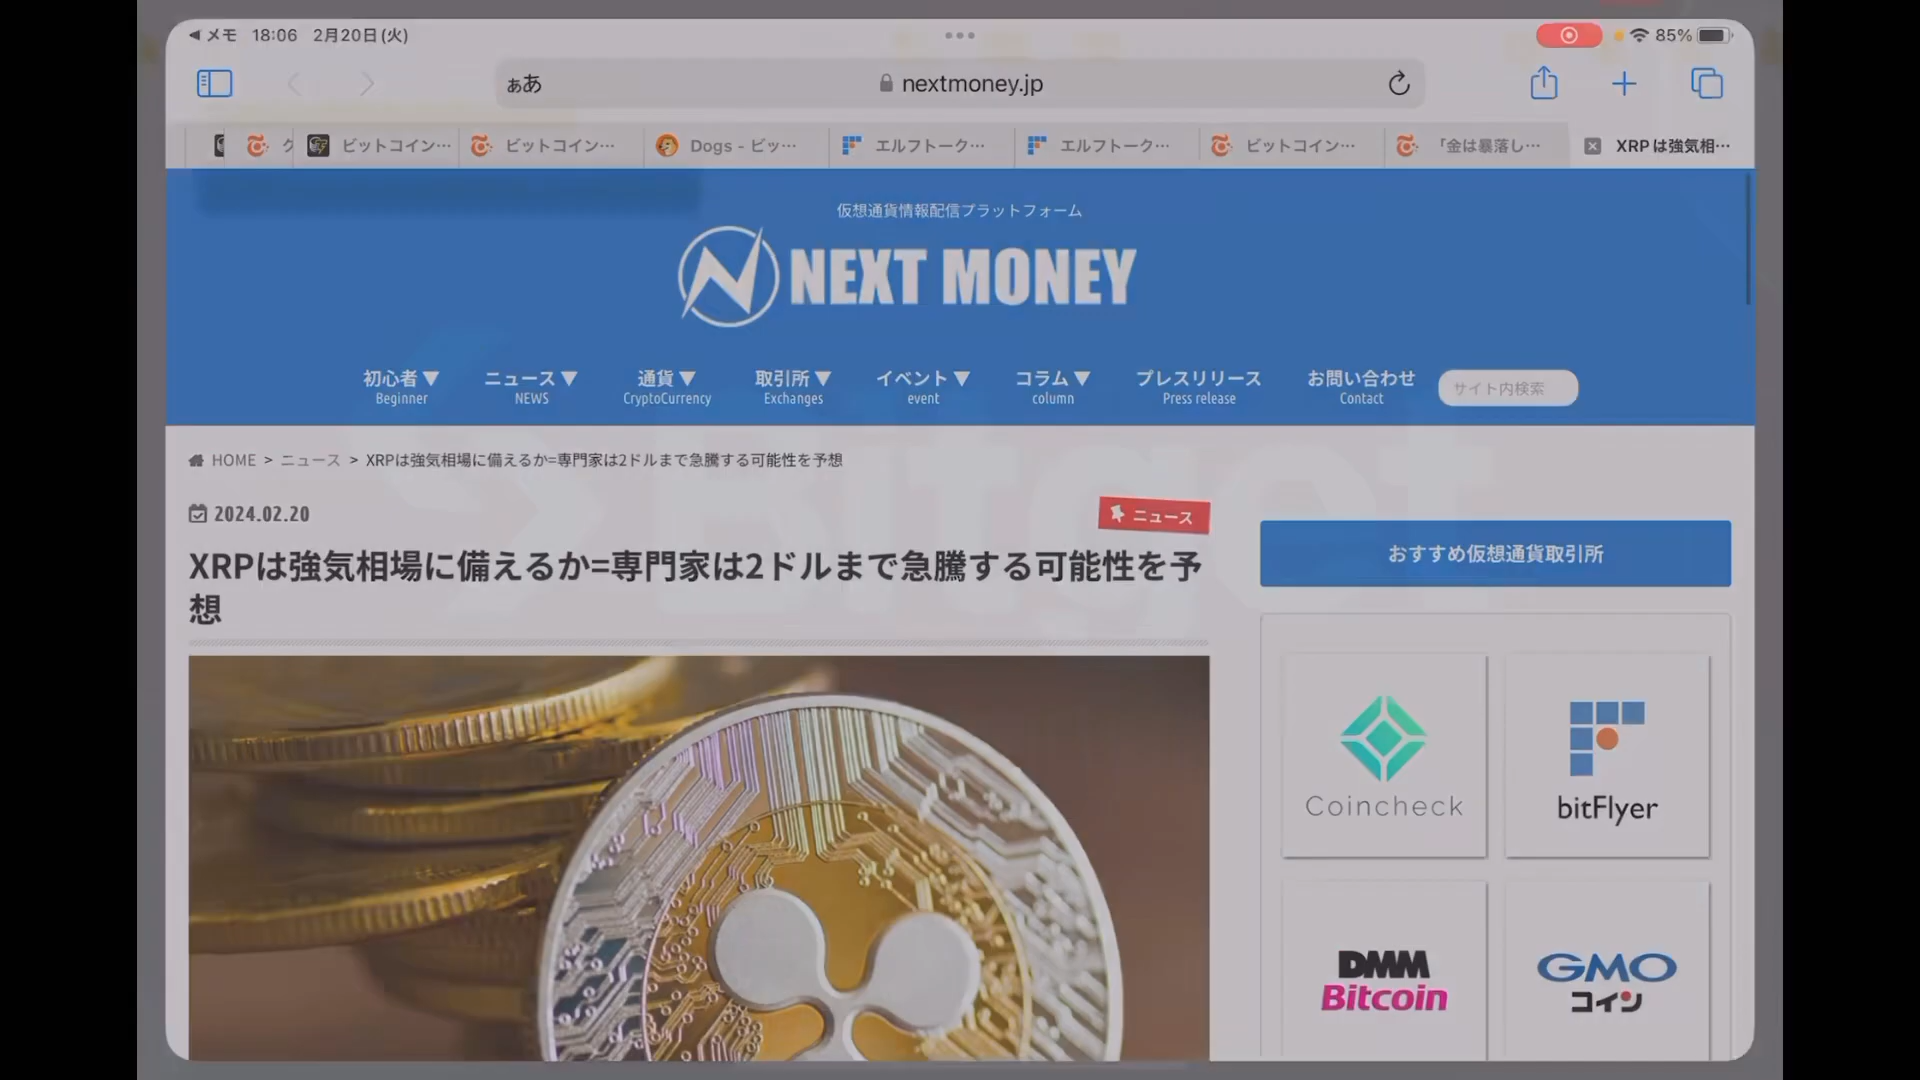 メモ 18:06 2月20日(火)
85%
ぁあ nextmoney.jp
ク ビットコイン… ビットコイン… Dogs - ビッ… エルフトーク… エルフトーク… ビットコイン… 「金は暴落し… XRPは強気相…
仮想通貨情報配信プラットフォーム
NEXT MONEY
初心者▼ ニュース▼ 通貨▼ 取引所▼ イベント▼ コラム▼ プレスリリース お問い合わせ サイト内検索
Beginner NEWS CryptoCurrency Exchanges event column Press release Contact
HOME > ニュース > XRPは強気相場に備えるか=専門家は2ドルまで急騰する可能性を予想
2024.02.20
ニュース
XRPは強気相場に備えるか=専門家は2ドルまで急騰する可能性を予
想
おすすめ仮想通貨取引所
Coincheck
bitFlyer
DMM
Bitcoin
GMO
コイン
Bitget